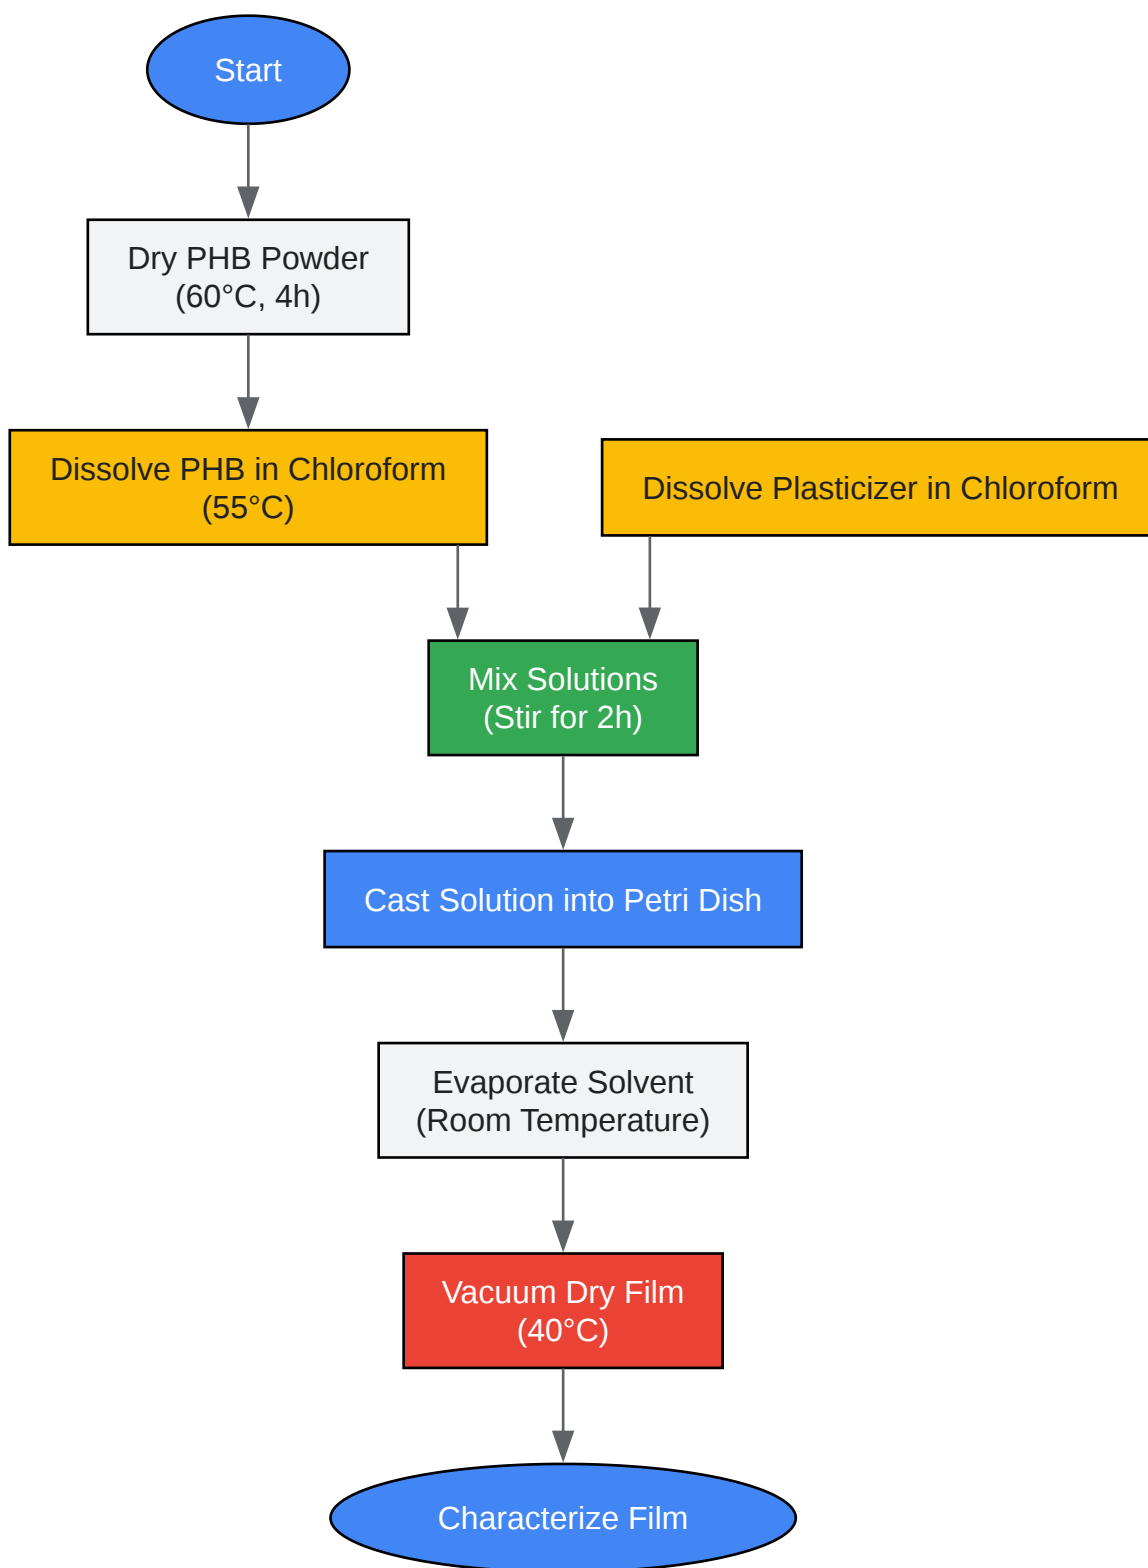 Start
Dry PHB Powder
(60°C, 4h)
Dissolve PHB in Chloroform
(55°C)
Dissolve Plasticizer in Chloroform
Mix Solutions
(Stir for 2h)
Cast Solution into Petri Dish
Evaporate Solvent
(Room Temperature)
Vacuum Dry Film
(40°C)
Characterize Film